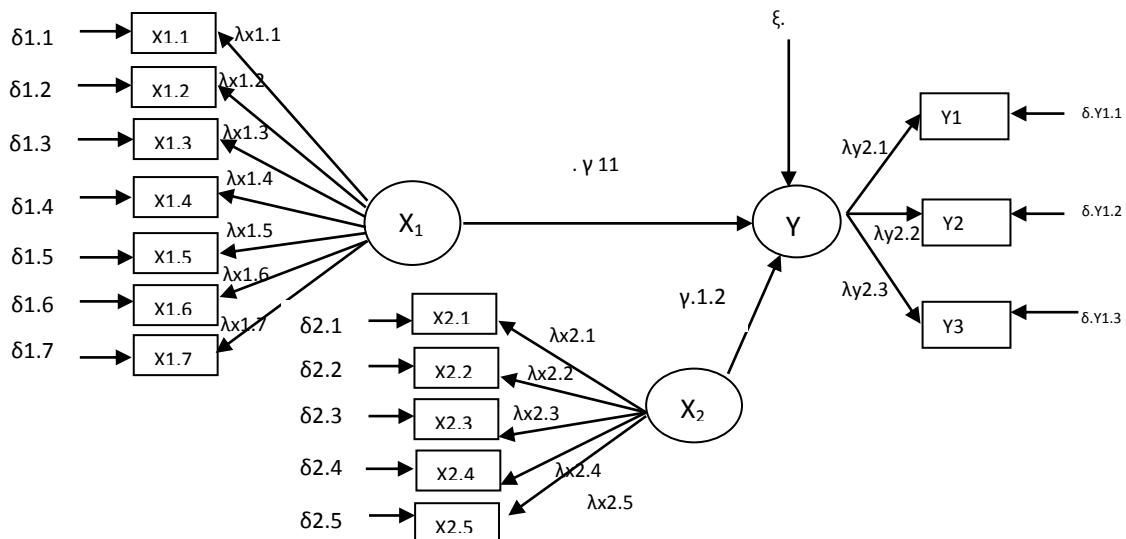 δ1.1
X1.1
λx1.1
δ1.2
X1.2
λx1.2
δ1.3
X1.3
λx1.3
δ1.4
X1.4
λx1.4
δ1.5
X1.5
λx1.5
δ1.6
X1.6
λx1.6
δ1.7
X1.7
λx1.7
X1
. γ 11
ξ.
Y
λy2.1
Y1
δ.Y1.1
λy2.2
Y2
δ.Y1.2
λy2.3
Y3
δ.Y1.3
γ.1.2
X2
δ2.1
X2.1
λx2.1
δ2.2
X2.2
λx2.2
δ2.3
X2.3
λx2.3
δ2.4
X2.4
λx2.4
δ2.5
X2.5
λx2.5